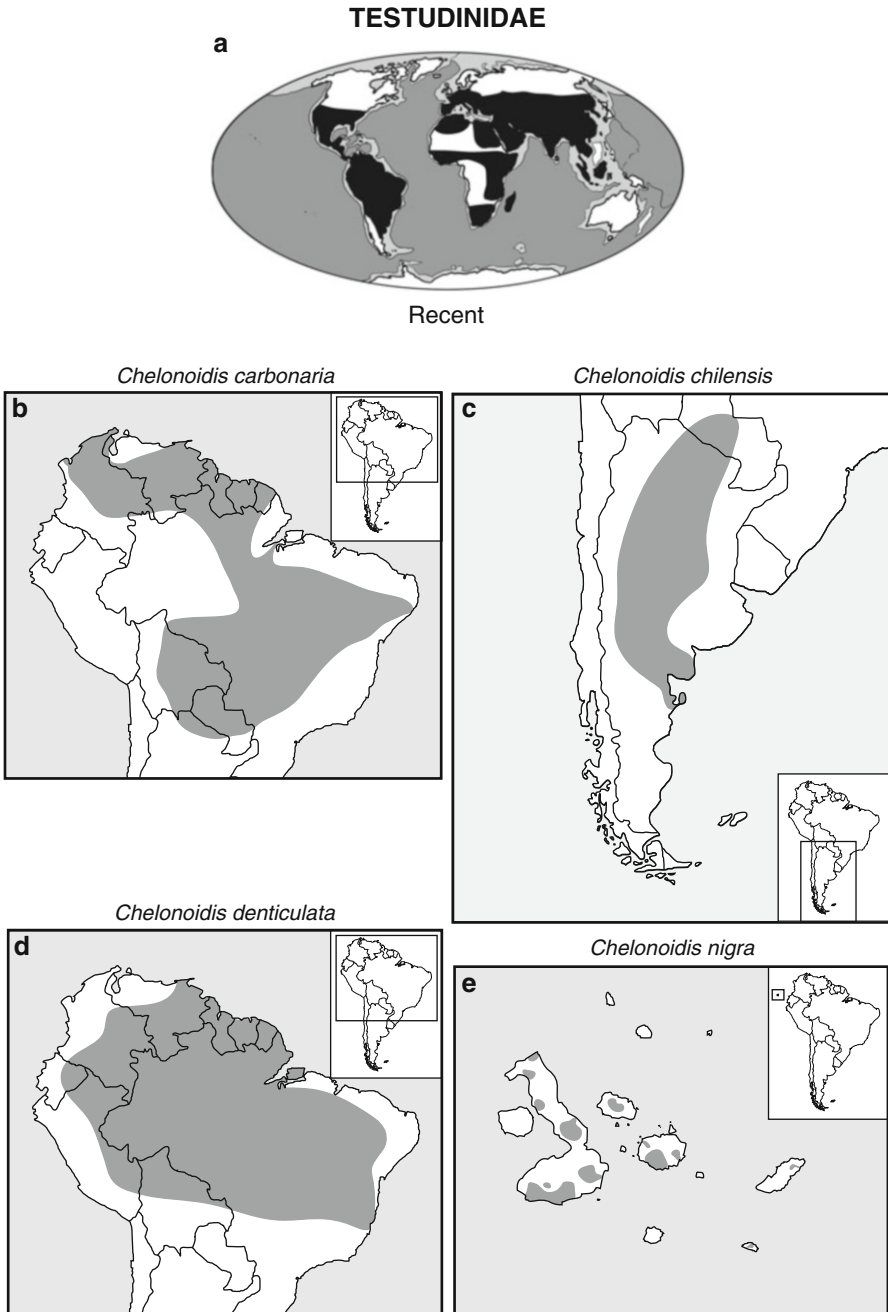 TESTUDINIDAE
a
Recent
Chelonoidis carbonaria
b
Chelonoidis chilensis
c
Chelonoidis denticulata
d
Chelonoidis nigra
e